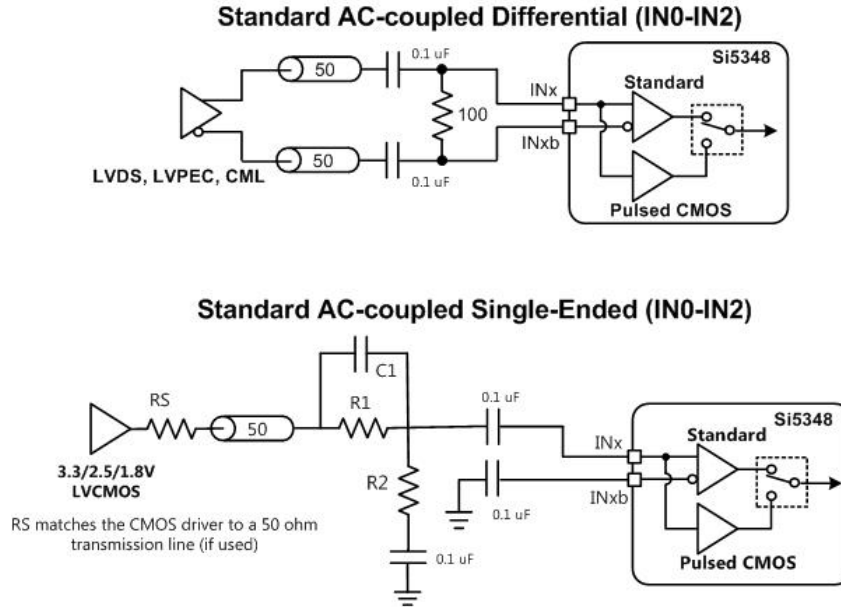 Standard AC-coupled Differential (IN0-IN2)
0.1 uF
Si5348
50
INx
Standard
100
INxb
50
0.1 uF
LVDS, LVPEC, CML
Pulsed CMOS
Standard AC-coupled Single-Ended (IN0-IN2)
C1
RS
R1
0.1 uF
Si5348
50
INx
Standard
3.3/2.5/1.8V
LVCMOS
R2
INxb
0.1 uF
RS matches the CMOS driver to a 50 ohm
transmission line (if used)
0.1 uF
Pulsed CMOS